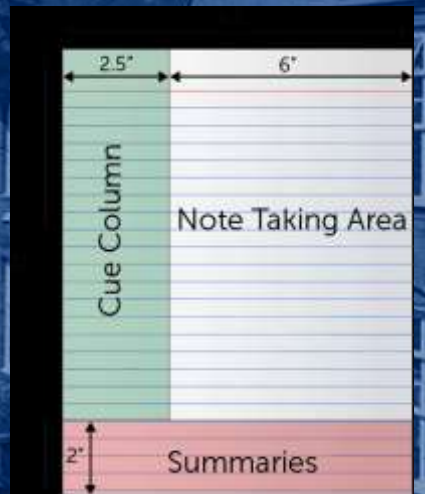 2.5" 6"
Cue Column
Note Taking Area
2"
Summaries